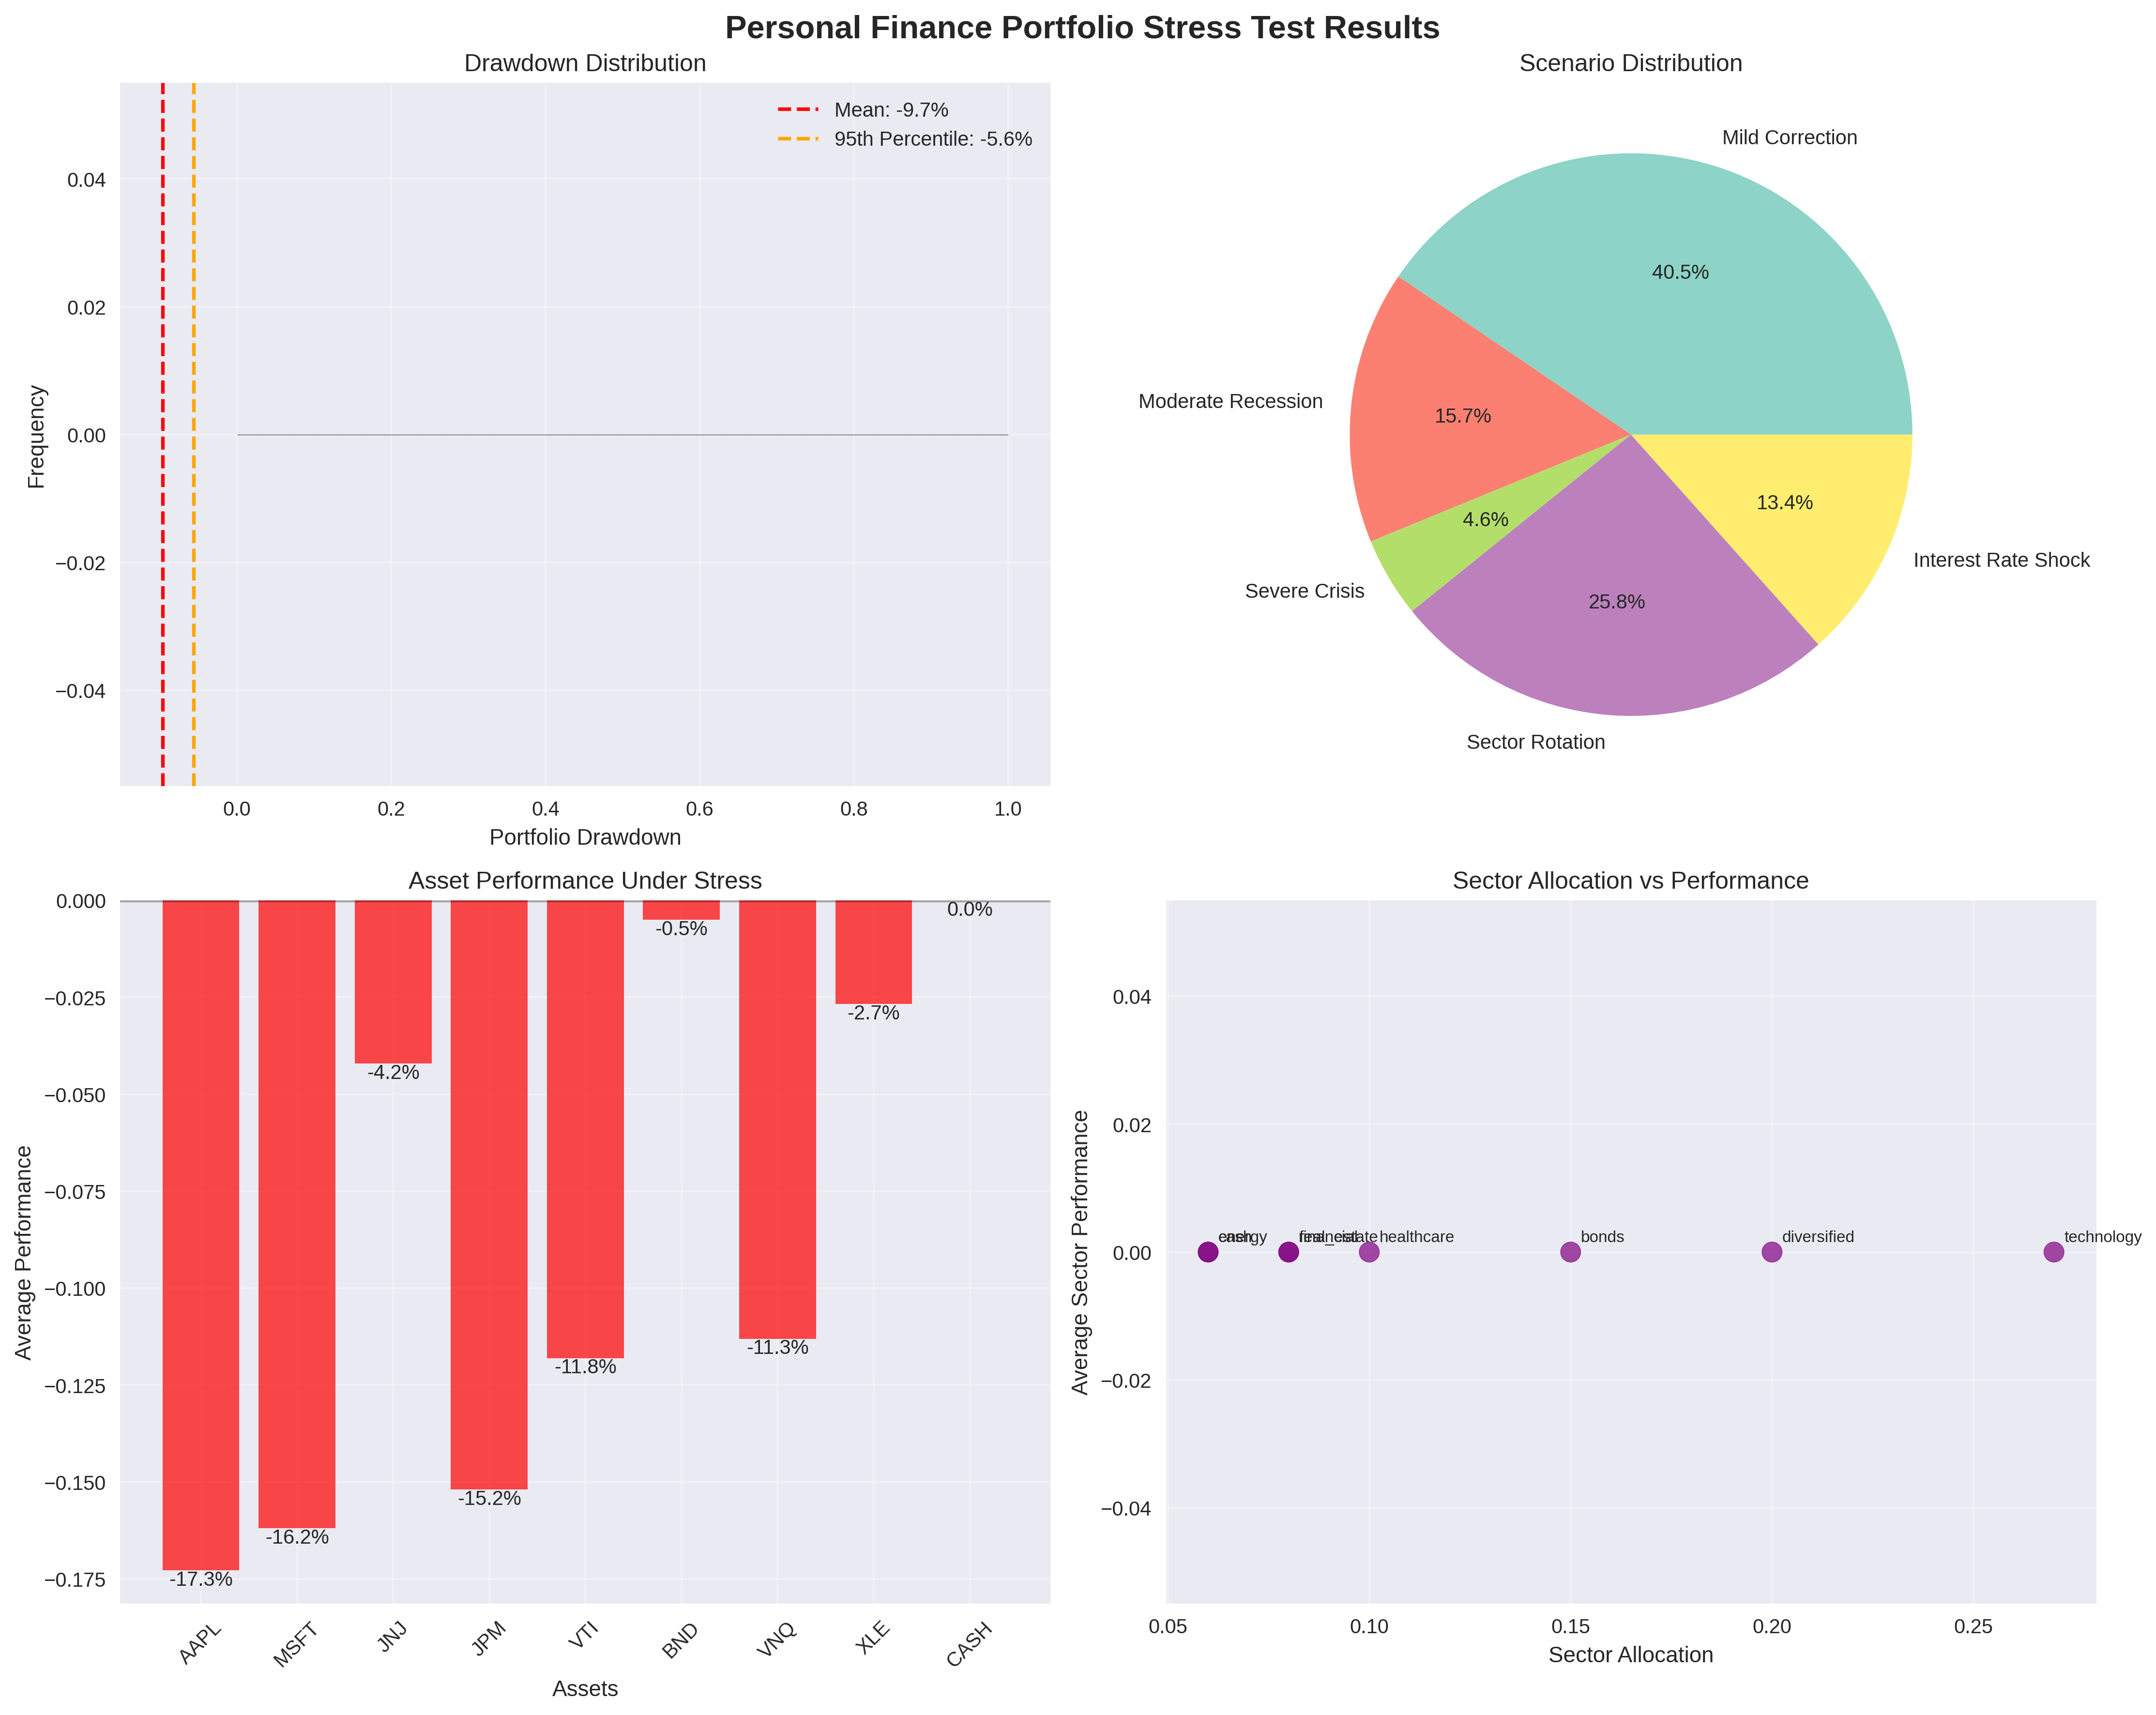 Personal Finance Portfolio Stress Test Results
Drawdown Distribution
Mean: -9.7%
95th Percentile: -5.6%
0.04
0.02
0.00
−0.02
−0.04
Frequency
0.0 0.2 0.4 0.6 0.8 1.0
Portfolio Drawdown
Scenario Distribution
Mild Correction
40.5%
Moderate Recession
15.7%
Severe Crisis
4.6%
Sector Rotation
25.8%
Interest Rate Shock
13.4%
Asset Performance Under Stress
0.000
−0.025
−0.050
−0.075
−0.100
−0.125
−0.150
−0.175
Average Performance
-17.3%
-16.2%
-4.2%
-15.2%
-11.8%
-0.5%
-11.3%
-2.7%
0.0%
AAPL MSFT JNJ JPM VTI BND VNQ XLE CASH
Assets
Sector Allocation vs Performance
0.04
0.02
0.00
−0.02
−0.04
Average Sector Performance
energy
cash
financial
real_estate
healthcare
bonds
diversified
technology
0.05 0.10 0.15 0.20 0.25
Sector Allocation